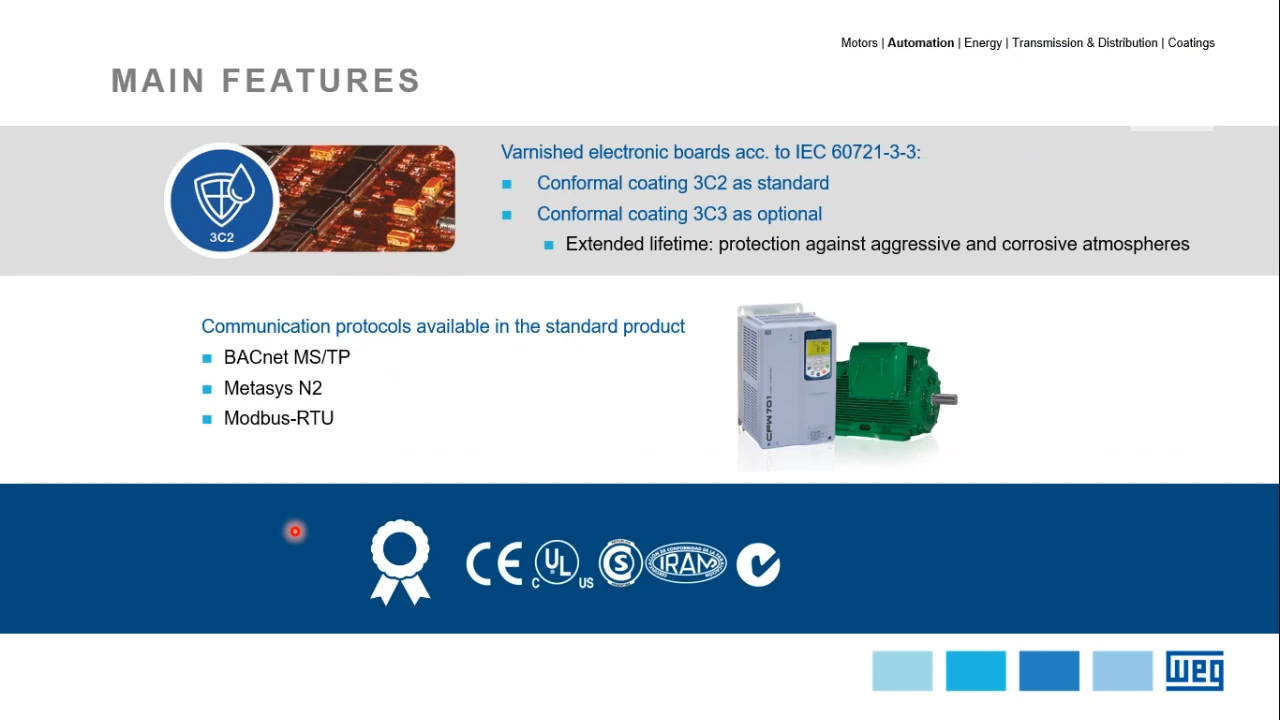 Motors | Automation | Energy | Transmission & Distribution | Coatings
MAIN FEATURES
3C2
Varnished electronic boards acc. to IEC 60721-3-3:
Conformal coating 3C2 as standard
Conformal coating 3C3 as optional
Extended lifetime: protection against aggressive and corrosive atmospheres
Communication protocols available in the standard product
BACnet MS/TP
Metasys N2
Modbus-RTU
CFW701
CE
C UL US
S
IRAM
WEG